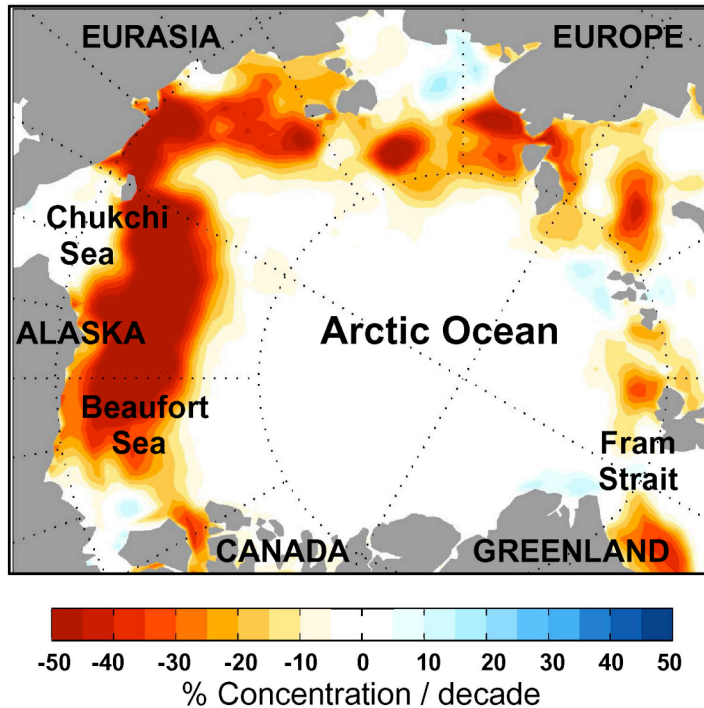 EURASIA
EUROPE
Chukchi
Sea
ALASKA
Arctic Ocean
Beaufort
Sea
Fram
Strait
CANADA
GREENLAND
-50 -40 -30 -20 -10 0 10 20 30 40 50
% Concentration / decade